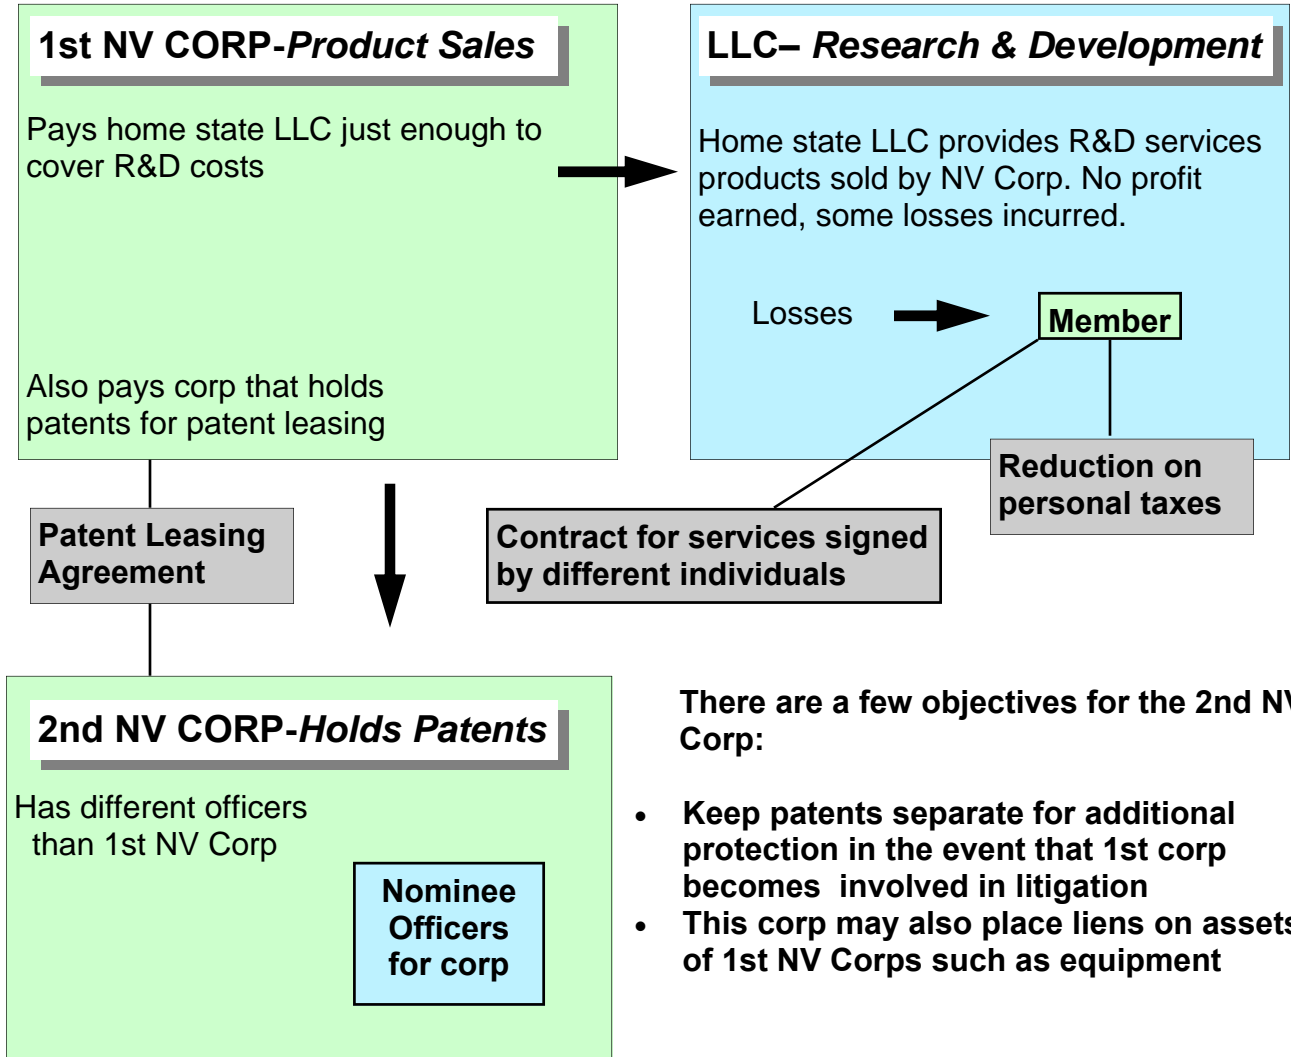 1st NV CORP-Product Sales
Pays home state LLC just enough to
cover R&D costs
Also pays corp that holds
patents for patent leasing
LLC– Research & Development
Home state LLC provides R&D services
products sold by NV Corp. No profit
earned, some losses incurred.
Losses
Member
Reduction on
personal taxes
Contract for services signed
by different individuals
Patent Leasing
Agreement
2nd NV CORP-Holds Patents
Has different officers
than 1st NV Corp
Nominee
Officers
for corp
There are a few objectives for the 2nd NV
Corp:
• Keep patents separate for additional
protection in the event that 1st corp
becomes involved in litigation
• This corp may also place liens on assets
of 1st NV Corps such as equipment